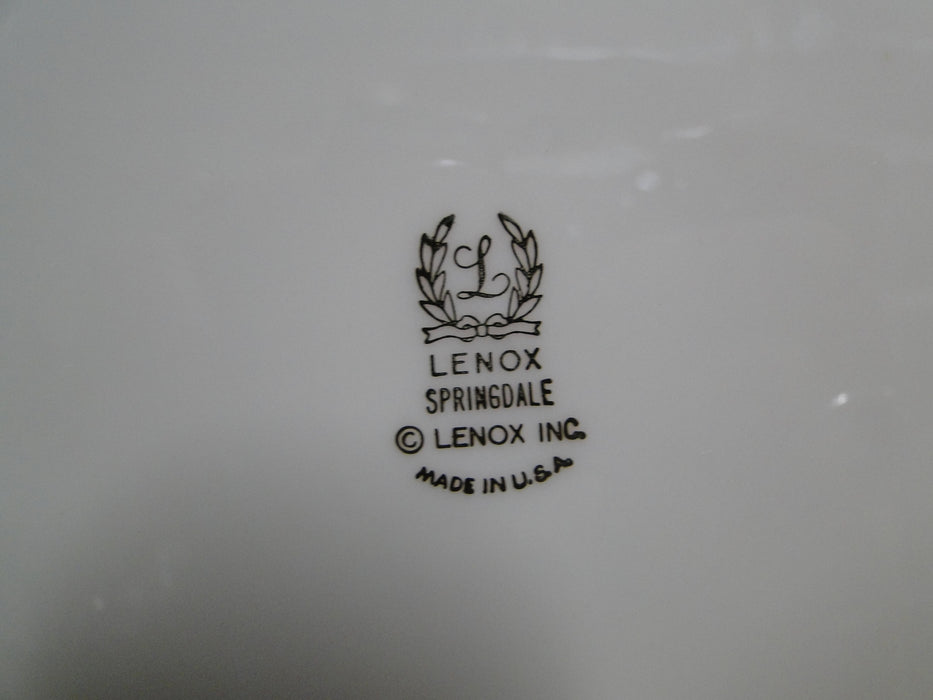 L
LENOX
SPRINGDALE
© LENOX INC.
MADE IN U.S.A.